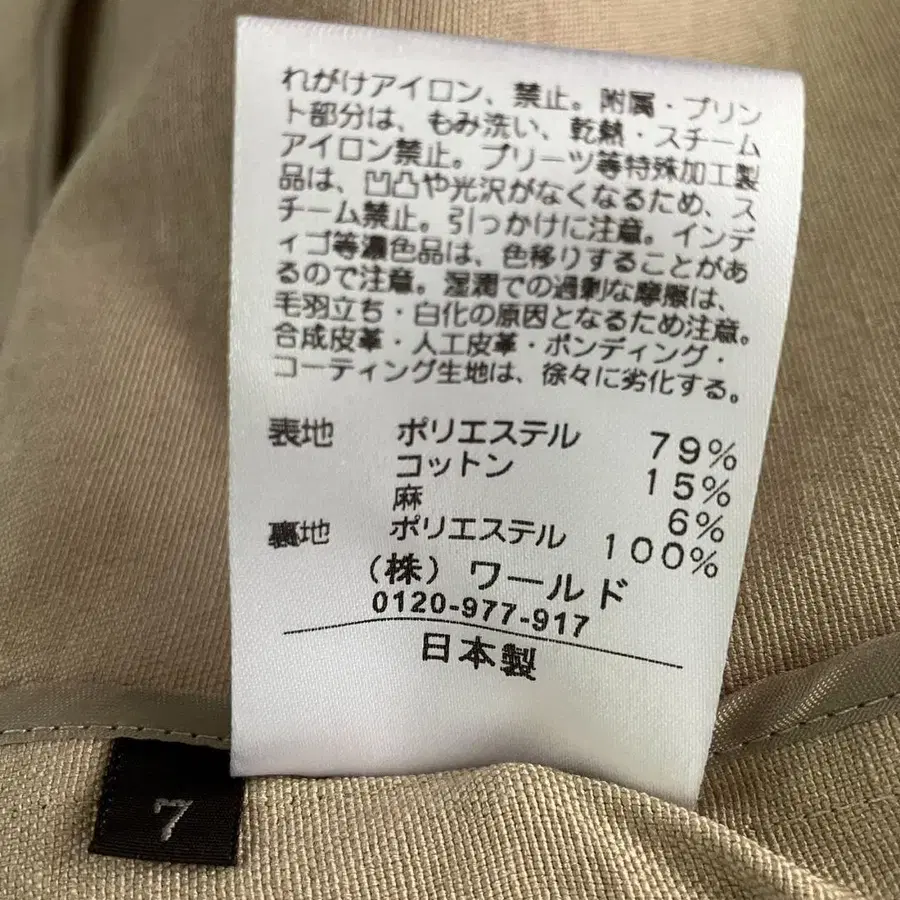 れがけアイロン、禁止。附属・プリン
ト部分は、もみ洗い、乾熱・スチーム
アイロン禁止。プリーツ等特殊加工製
品は、凹凸や光沢がなくなるため、ス
チーム禁止。引っかけに注意。インデ
ィゴ等濃色品は、色移りすることがあ
るので注意。湿潤での過剰な摩擦は、
毛羽立ち・白化の原因となるため注意。
合成皮革・人工皮革・ボンディング・
コーティング生地は、徐々に劣化する。
表地 ポリエステル 79%
コットン 15%
麻 6%
裏地 ポリエステル 100%
(株) ワールド
0120-977-917
日本製
7